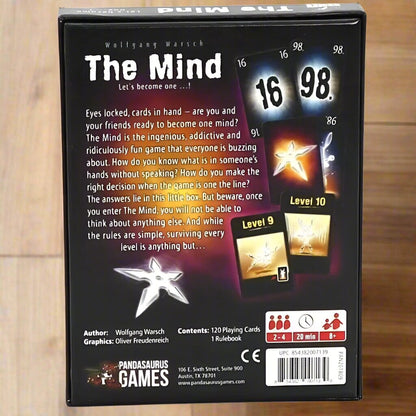 The Mind
Wolfgang Warsch
The Mind
Let's become one ...!
16
98.
16
98.
16
86
Eyes locked, cards in hand – are you and
your friends ready to become one mind?
The Mind is the ingenious, addictive and
ridiculously fun game that everyone is buzzing
about. How do you know what is in someone's
hands without speaking? How do you make the
right decision when the game is one the line?
The answers lie in this little box. But beware, once
you enter The Mind, you will not be able to
think about anything else. And while
the rules are simple, surviving every
level is anything but...
Level 9
Level 10
Author: Wolfgang Warsch
Graphics: Oliver Freudenreich
Contents: 120 Playing Cards
1 Rulebook
2 - 4
20 min
8+
PANDASAURUS
GAMES
106 E. Sixth Street, Suite 900
Austin, TX 78701
www.pandasaurusgames.com
CE